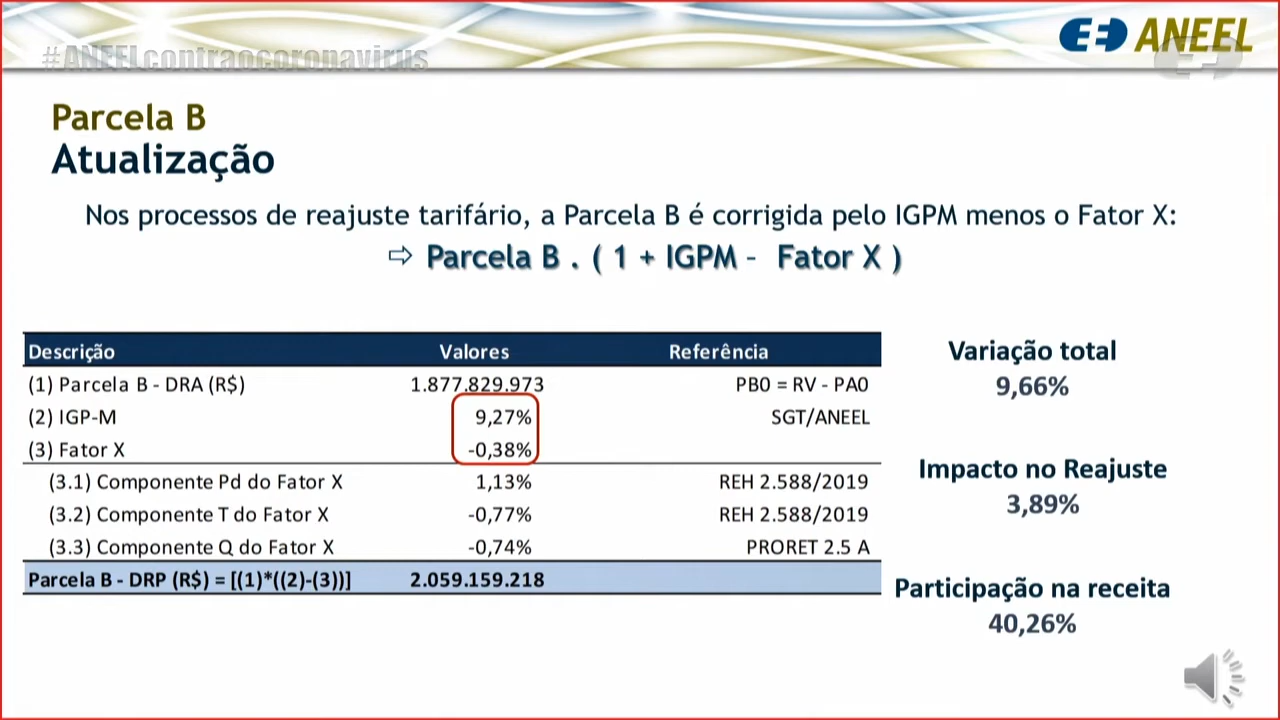 #ANEELcontraocoronavirus
ANEEL
Parcela B
Atualização
Nos processos de reajuste tarifário, a Parcela B é corrigida pelo IGPM menos o Fator X:
⇨ Parcela B . ( 1 + IGPM - Fator X )
Descrição Valores Referência
(1) Parcela B - DRA (R$) 1.877.829.973 PB0 = RV - PA0
(2) IGP-M 9,27% SGT/ANEEL
(3) Fator X -0,38%
(3.1) Componente Pd do Fator X 1,13% REH 2.588/2019
(3.2) Componente T do Fator X -0,77% REH 2.588/2019
(3.3) Componente Q do Fator X -0,74% PRORET 2.5 A
Parcela B - DRP (R$) = [(1)*((2)-(3))] 2.059.159.218
Variação total
9,66%
Impacto no Reajuste
3,89%
Participação na receita
40,26%